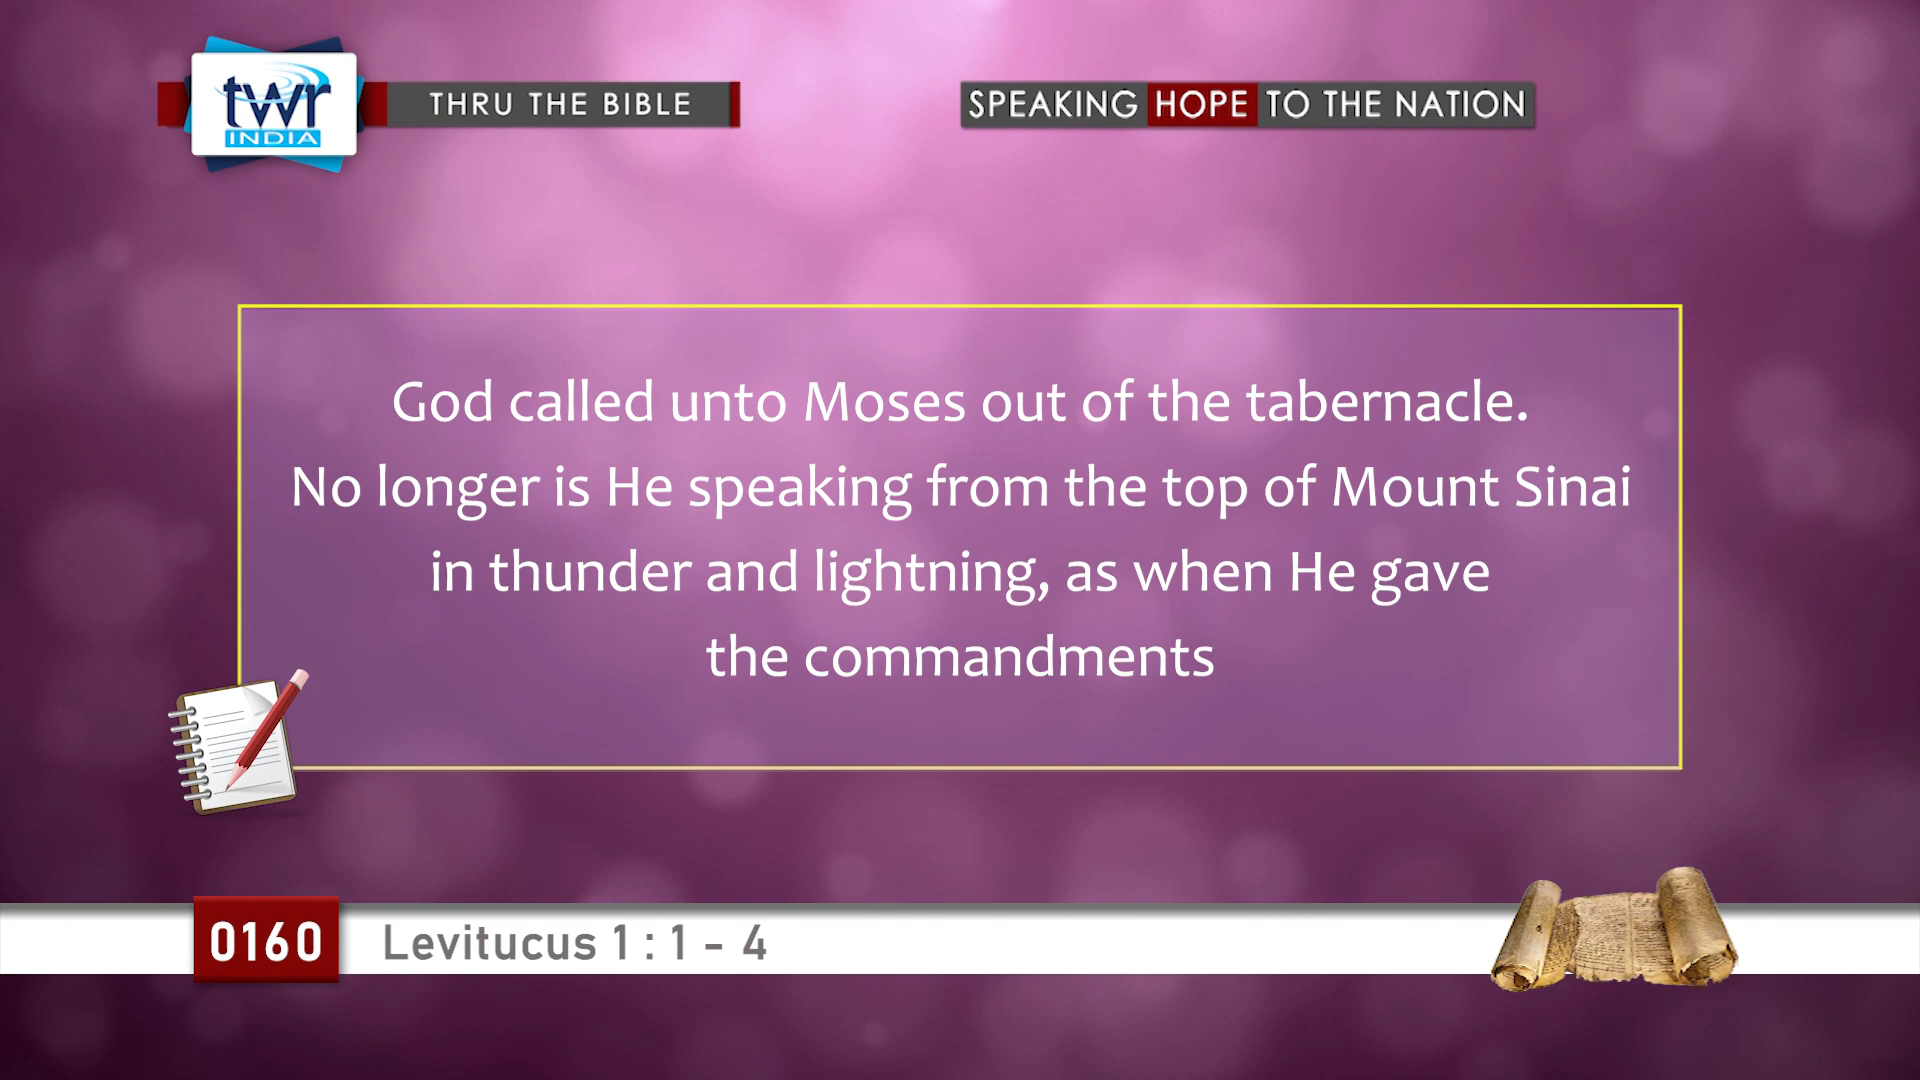 twr
INDIA
THRU THE BIBLE
SPEAKING HOPE TO THE NATION
God called unto Moses out of the tabernacle.
No longer is He speaking from the top of Mount Sinai
in thunder and lightning, as when He gave
the commandments
0160
Levitucus 1 : 1 - 4